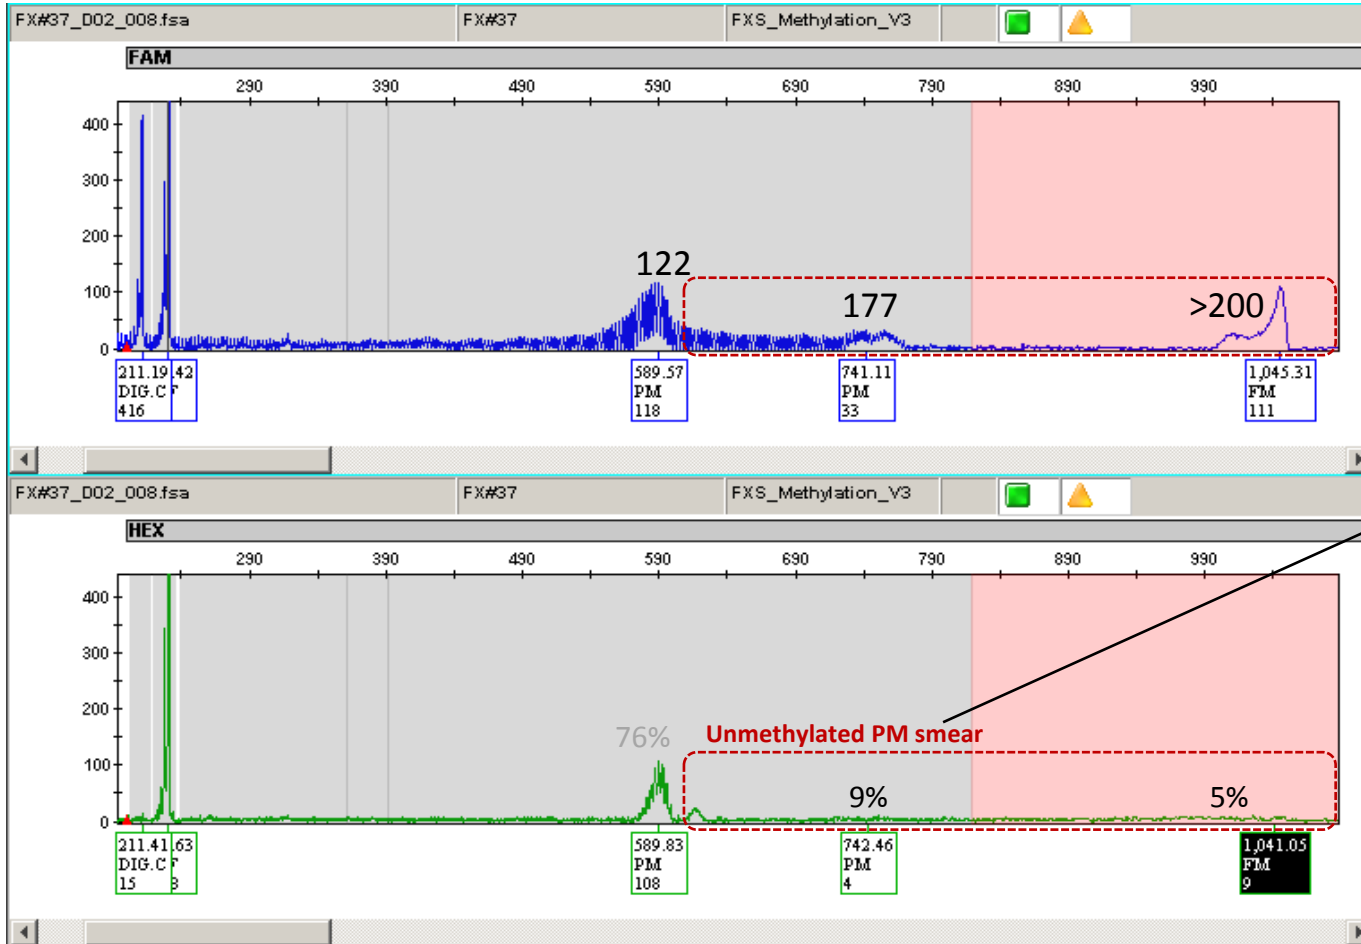 FX#37_D02_008.fsa FX#37 FXS_Methylation_V3
FAM
290 390 490 590 690 790 890 990
400
300
200
122
100
177 >200
0
211.19 .42 589.57 741.11 1,045.31
DIG.C F PM PM FM
416 118 33 111
FX#37_D02_008.fsa FX#37 FXS_Methylation_V3
HEX
290 390 490 590 690 790 890 990
400
300
200
76% Unmethylated PM smear
100
9% 5%
0
211.41 .63 589.83 742.46 1,041.05
DIG.C F PM PM FM
15 108 4 9